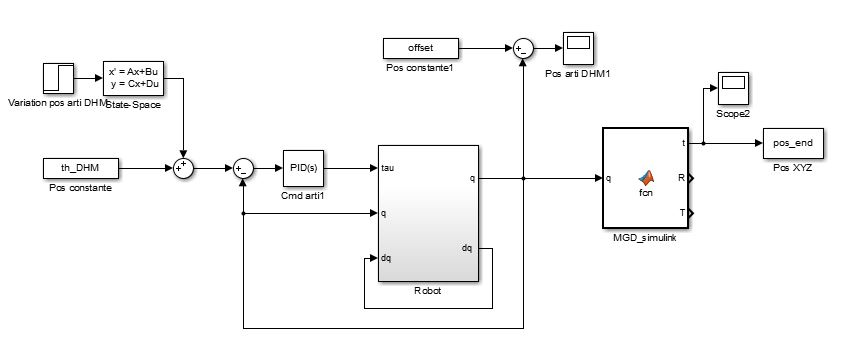 offset
Pos constante1
Pos arti DHM1
x' = Ax+Bu
y = Cx+Du
Variation pos arti DHM
State-Space
Scope2
th_DHM
Pos constante
PID(s)
Cmd arti1
tau
q
q
dq
dq
Robot
q
fcn
t
R
T
MGD_simulink
pos_end
Pos XYZ